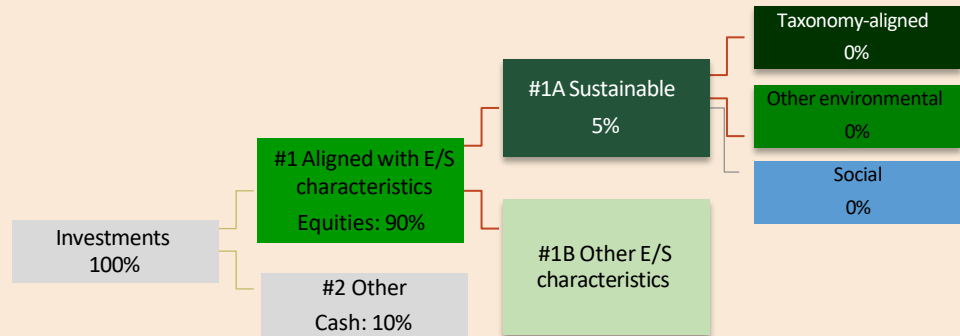 Investments
100%
#1 Aligned with E/S
characteristics
Equities: 90%
#2 Other
Cash: 10%
#1A Sustainable
5%
#1B Other E/S
characteristics
Taxonomy-aligned
0%
Other environmental
0%
Social
0%